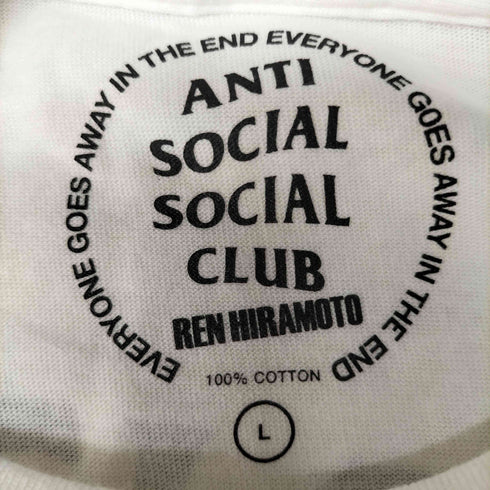 EVERYONE GOES AWAY IN THE END EVERYONE GOES AWAY IN THE END
ANTI
SOCIAL
SOCIAL
CLUB
REN HIRAMOTO
100% COTTON
L